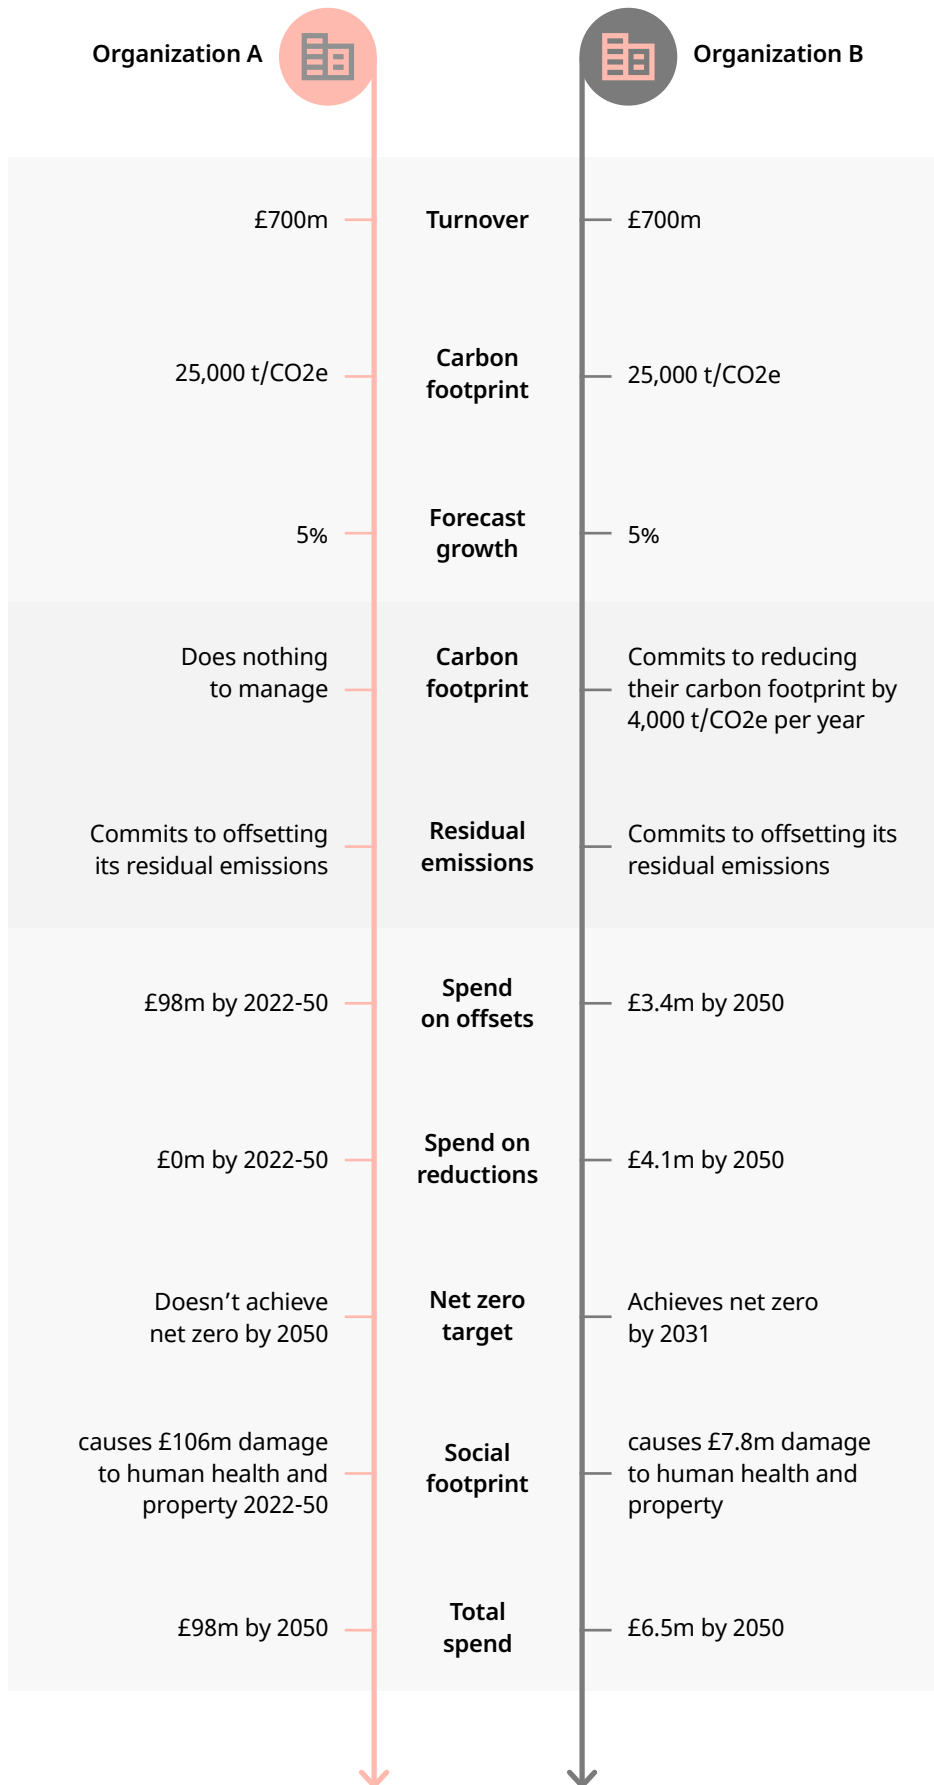 Organization A
Organization B
£700m
Turnover
£700m
25,000 t/CO2e
Carbon
footprint
25,000 t/CO2e
5%
Forecast
growth
5%
Does nothing
to manage
Carbon
footprint
Commits to reducing
their carbon footprint by
4,000 t/CO2e per year
Commits to offsetting
its residual emissions
Residual
emissions
Commits to offsetting its
residual emissions
£98m by 2022-50
Spend
on offsets
£3.4m by 2050
£0m by 2022-50
Spend on
reductions
£4.1m by 2050
Doesn’t achieve
net zero by 2050
Net zero
target
Achieves net zero
by 2031
causes £106m damage
to human health and
property 2022-50
Social
footprint
causes £7.8m damage
to human health and
property
£98m by 2050
Total
spend
£6.5m by 2050